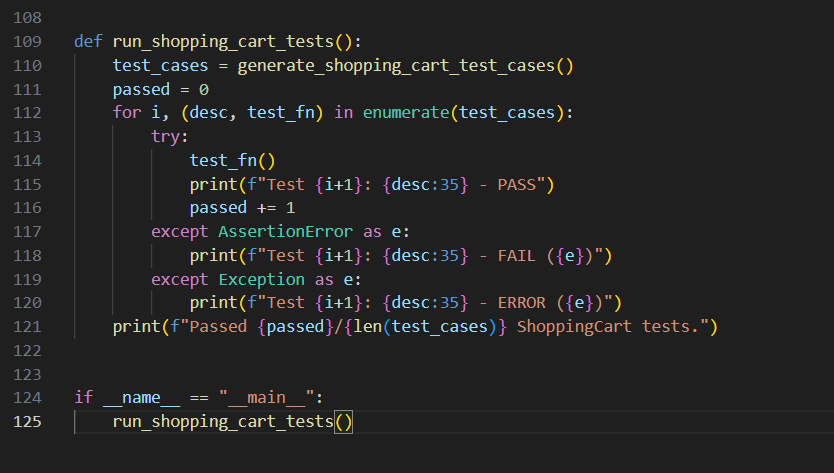 108
109 def run_shopping_cart_tests():
110     test_cases = generate_shopping_cart_test_cases()
111     passed = 0
112     for i, (desc, test_fn) in enumerate(test_cases):
113         try:
114             test_fn()
115             print(f"Test {i+1}: {desc:35} - PASS")
116             passed += 1
117         except AssertionError as e:
118             print(f"Test {i+1}: {desc:35} - FAIL ({e})")
119         except Exception as e:
120             print(f"Test {i+1}: {desc:35} - ERROR ({e})")
121     print(f"Passed {passed}/{len(test_cases)} ShoppingCart tests.")
122
123
124 if __name__ == "__main__":
125     run_shopping_cart_tests()